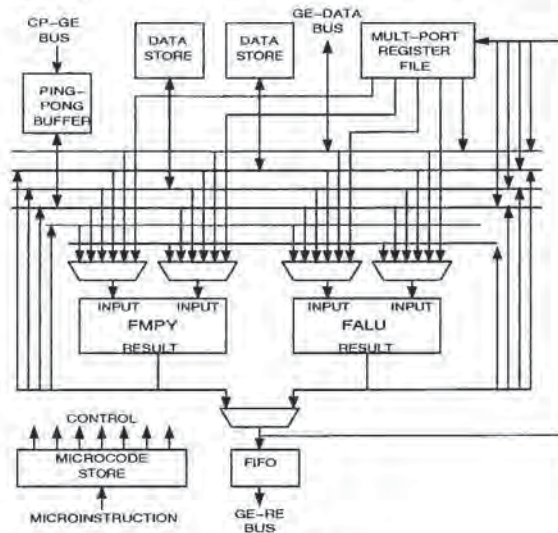 CP-GE
BUS
PING-
PONG
BUFFER
DATA
STORE
DATA
STORE
GE-DATA
BUS
MULT-PORT
REGISTER
FILE
INPUT
INPUT
FMPY
RESULT
INPUT
INPUT
FALU
RESULT
CONTROL
MICROCODE
STORE
MICROINSTRUCTION
FIFO
GE-RE
BUS